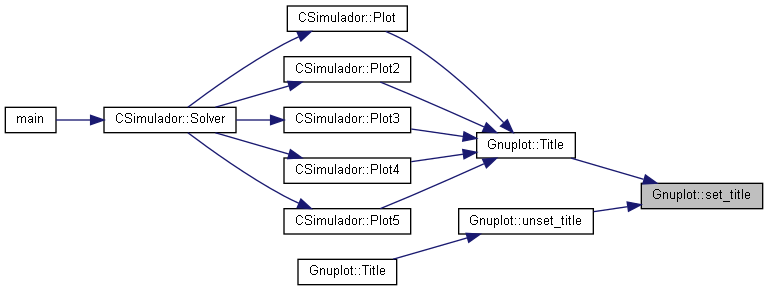 CSimulador::Plot
CSimulador::Plot2
main
CSimulador::Solver
CSimulador::Plot3
Gnuplot::Title
CSimulador::Plot4
Gnuplot::set_title
CSimulador::Plot5
Gnuplot::unset_title
Gnuplot::Title